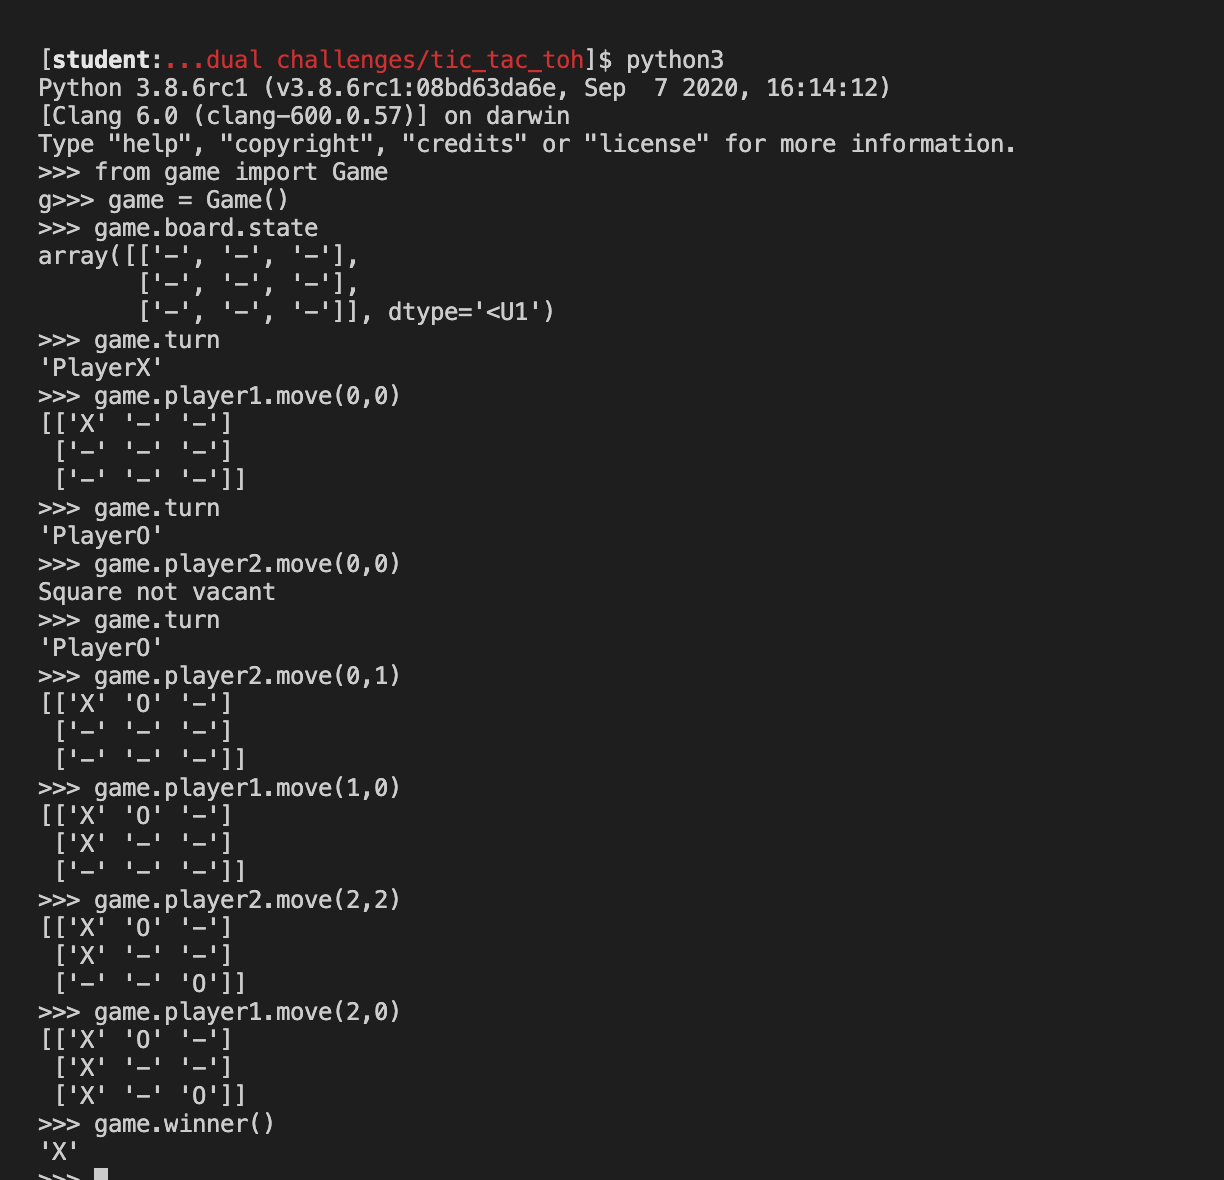 [student:...dual challenges/tic_tac_toh]$ python3
Python 3.8.6rc1 (v3.8.6rc1:08bd63da6e, Sep  7 2020, 16:14:12)
[Clang 6.0 (clang-600.0.57)] on darwin
Type "help", "copyright", "credits" or "license" for more information.
>>> from game import Game
g>>> game = Game()
>>> game.board.state
array([['-', '-', '-'],
       ['-', '-', '-'],
       ['-', '-', '-']], dtype='<U1')
>>> game.turn
'PlayerX'
>>> game.player1.move(0,0)
[['X' '-' '-']
 ['-' '-' '-']
 ['-' '-' '-']]
>>> game.turn
'PlayerO'
>>> game.player2.move(0,0)
Square not vacant
>>> game.turn
'PlayerO'
>>> game.player2.move(0,1)
[['X' 'O' '-']
 ['-' '-' '-']
 ['-' '-' '-']]
>>> game.player1.move(1,0)
[['X' 'O' '-']
 ['X' '-' '-']
 ['-' '-' '-']]
>>> game.player2.move(2,2)
[['X' 'O' '-']
 ['X' '-' '-']
 ['-' '-' 'O']]
>>> game.player1.move(2,0)
[['X' 'O' '-']
 ['X' '-' '-']
 ['X' '-' 'O']]
>>> game.winner()
'X'
>>>